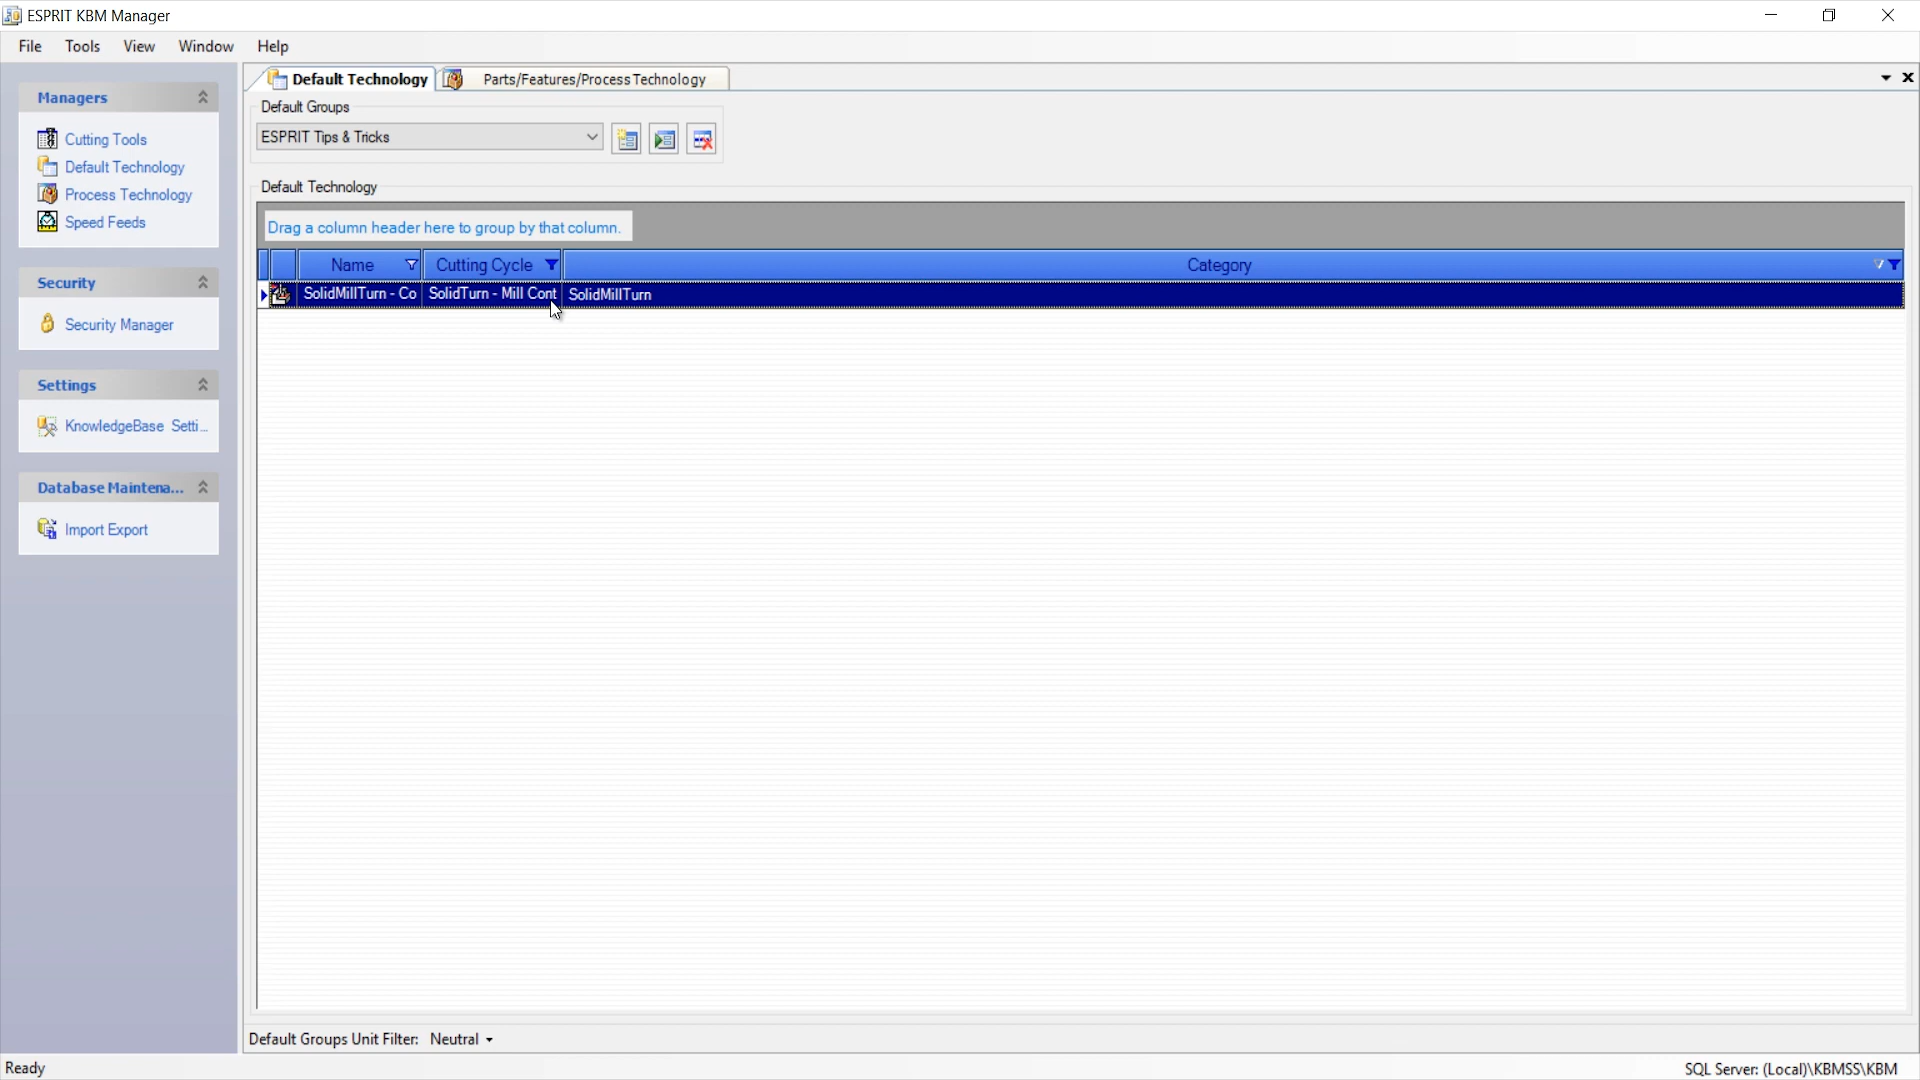 ESPRIT KBM Manager
File Tools View Window Help
Managers
Cutting Tools
Default Technology
Process Technology
Speed Feeds
Security
Security Manager
Settings
KnowledgeBase Setti...
Database Maintena...
Import Export
Default Technology Parts/Features/Process Technology
Default Groups
ESPRIT Tips & Tricks
Default Technology
Drag a column header here to group by that column.
Name Cutting Cycle Category
SolidMillTurn - Co SolidTurn - Mill Cont SolidMillTurn
Default Groups Unit Filter: Neutral
Ready SQL Server: (Local)\KBMSS\KBM